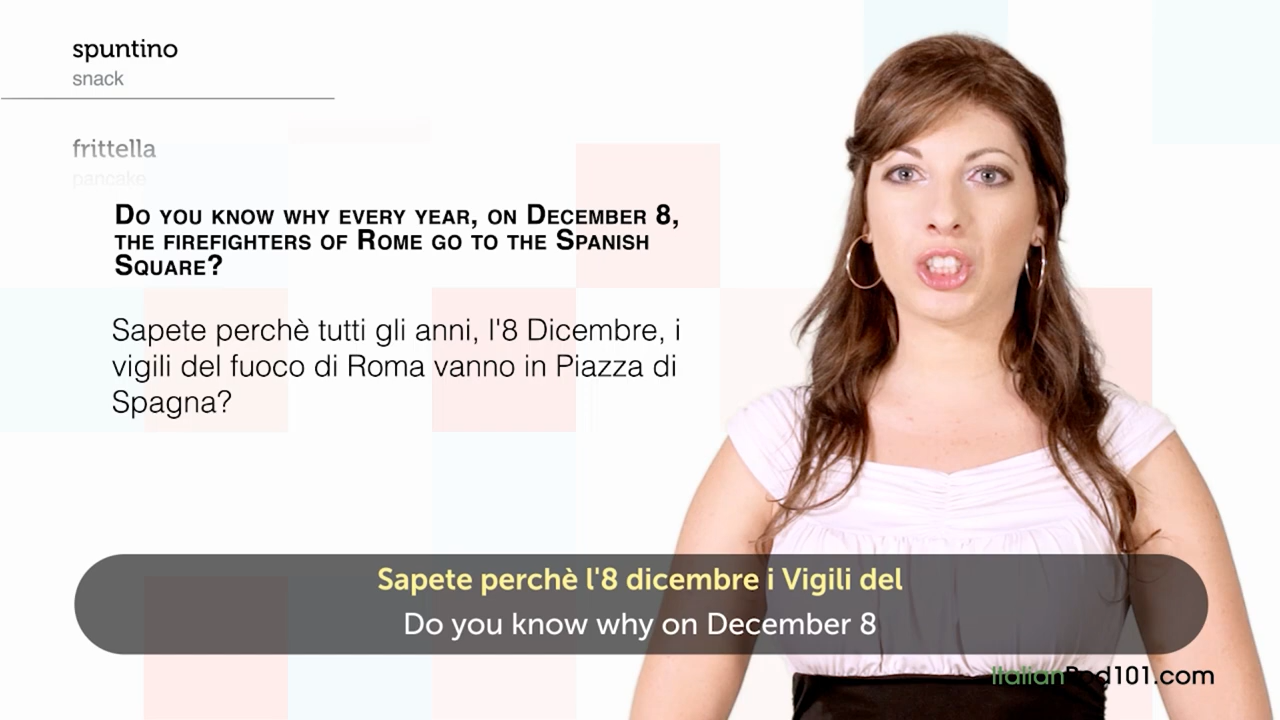 spuntino
snack
frittella
pancake
Do you know why every year, on December 8,
the firefighters of Rome go to the Spanish
Square?
Sapete perchè tutti gli anni, l'8 Dicembre, i
vigili del fuoco di Roma vanno in Piazza di
Spagna?
Sapete perchè l'8 dicembre i Vigili del
Do you know why on December 8
ItalianPod101.com